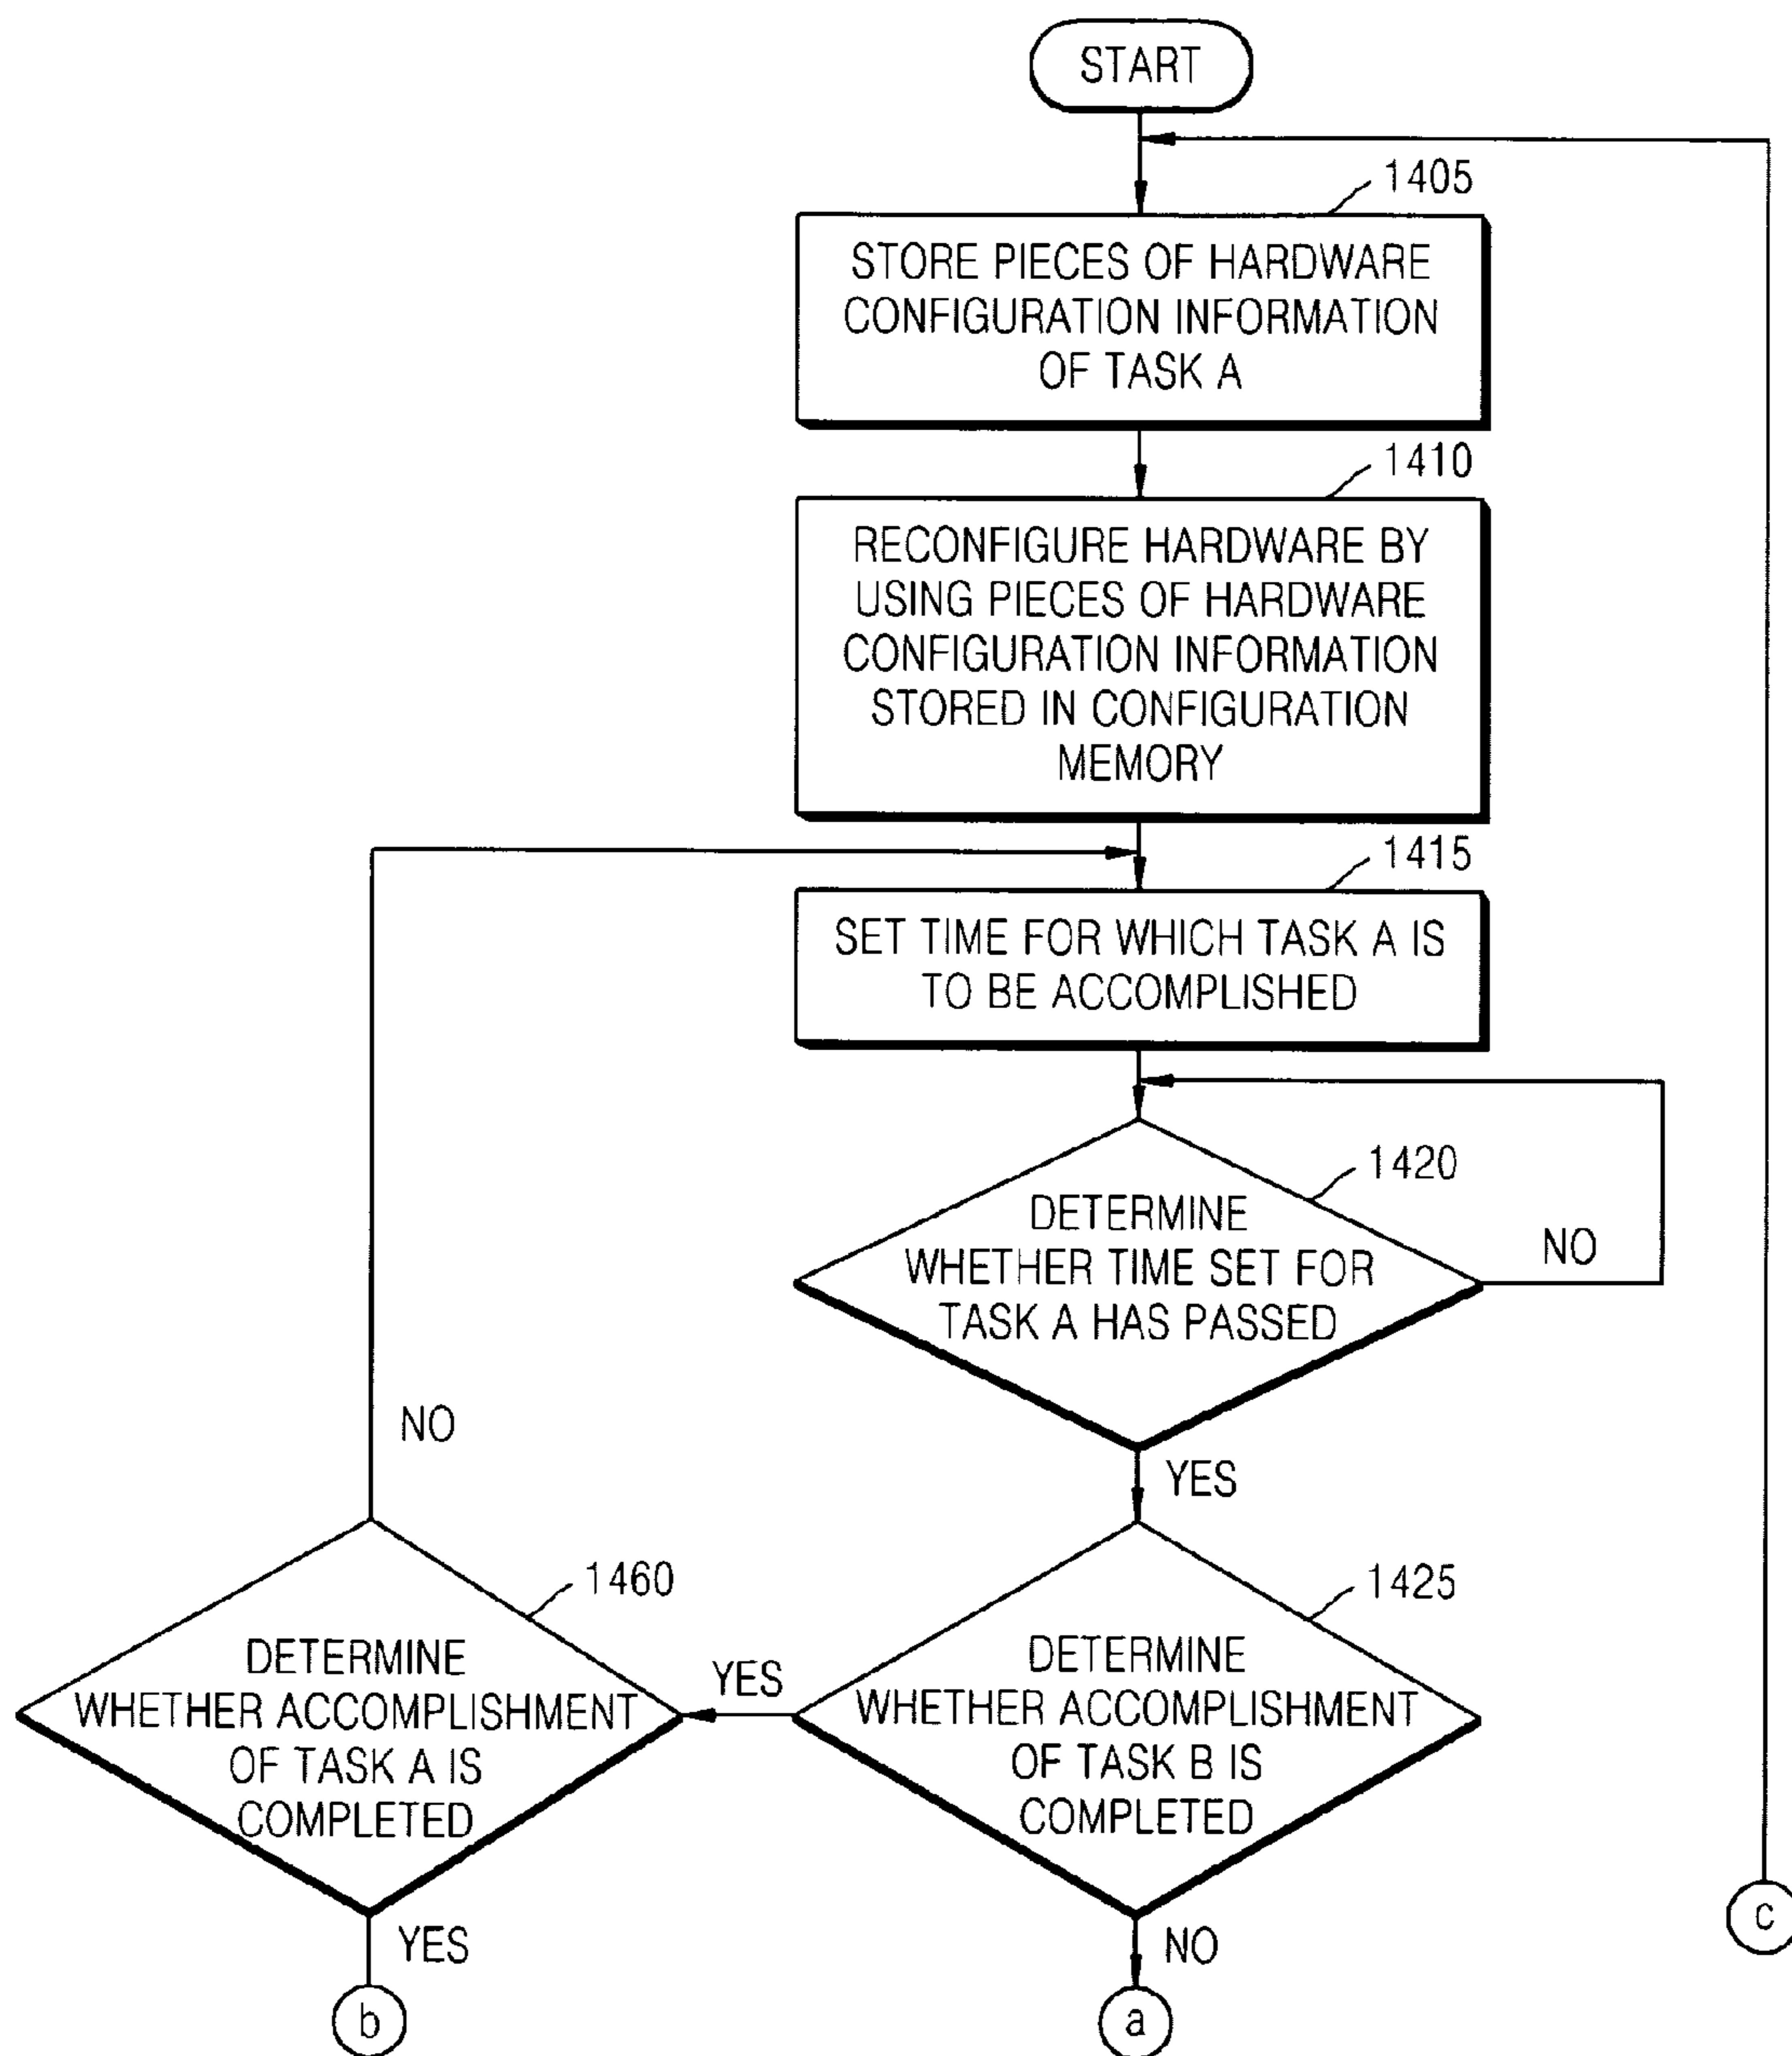 START
1405
STORE PIECES OF HARDWARE
CONFIGURATION INFORMATION
OF TASK A
1410
RECONFIGURE HARDWARE BY
USING PIECES OF HARDWARE
CONFIGURATION INFORMATION
STORED IN CONFIGURATION
MEMORY
1415
SET TIME FOR WHICH TASK A IS
TO BE ACCOMPLISHED
1420
DETERMINE
WHETHER TIME SET FOR
TASK A HAS PASSED
NO
NO
YES
1460
DETERMINE
WHETHER ACCOMPLISHMENT
OF TASK A IS
COMPLETED
YES
1425
DETERMINE
WHETHER ACCOMPLISHMENT
OF TASK B IS
COMPLETED
YES
NO
b
a
c